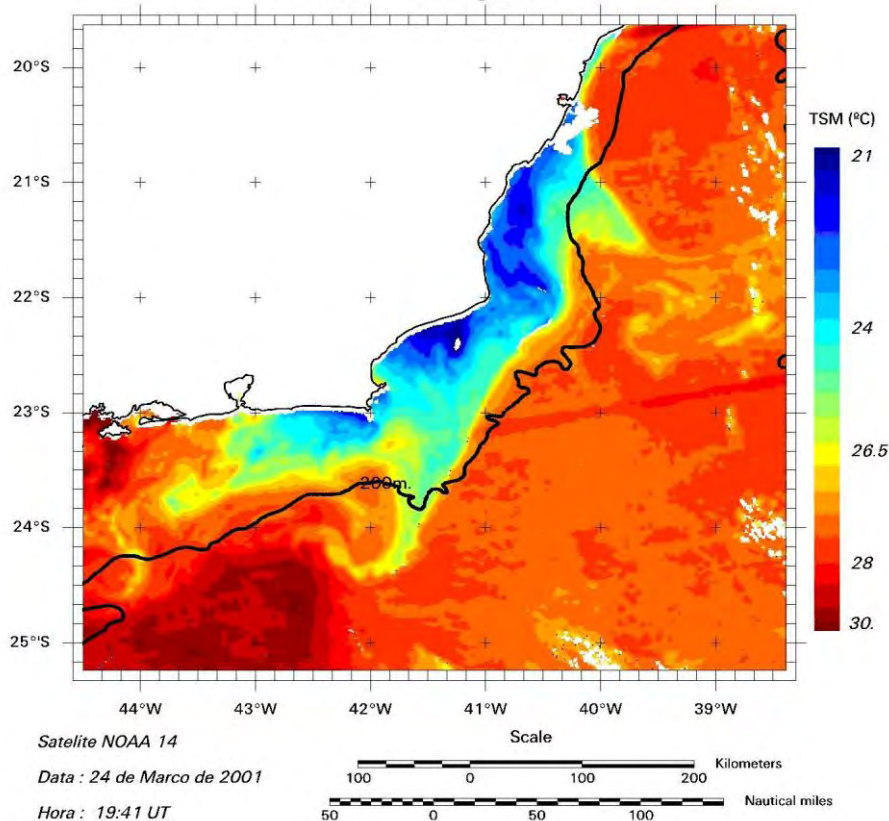 20°S
21°S
22°S
23°S
24°S
25°S
200m.
44°W
43°W
42°W
41°W
40°W
39°W
TSM (ºC)
21
24
26.5
28
30.
Satelite NOAA 14
Data : 24 de Marco de 2001
Hora : 19:41 UT
Scale
100 0 100 200
Kilometers
50 0 50 100
Nautical miles